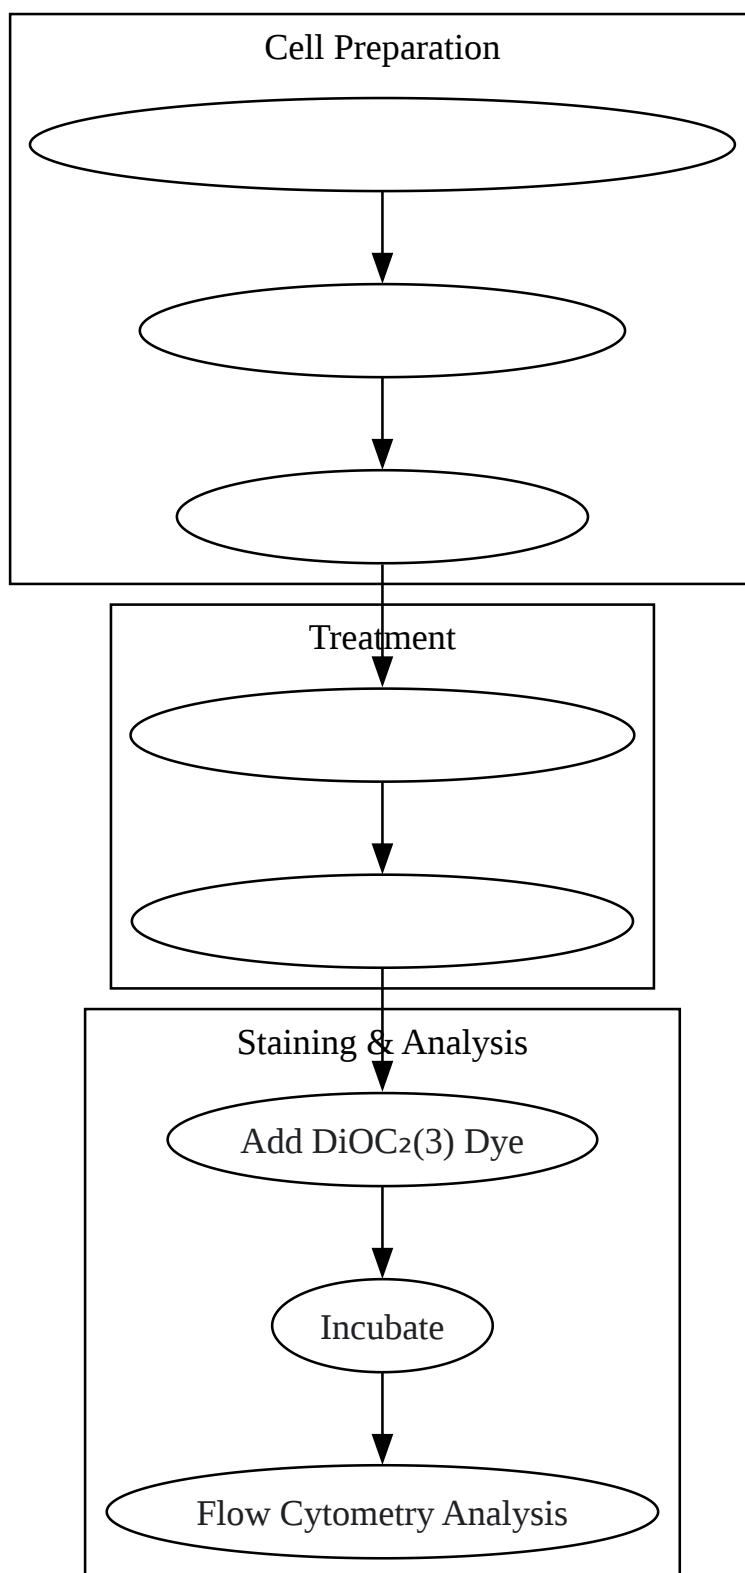 Cell Preparation
Treatment
Staining & Analysis
Add DiOC₂(3) Dye
Incubate
Flow Cytometry Analysis